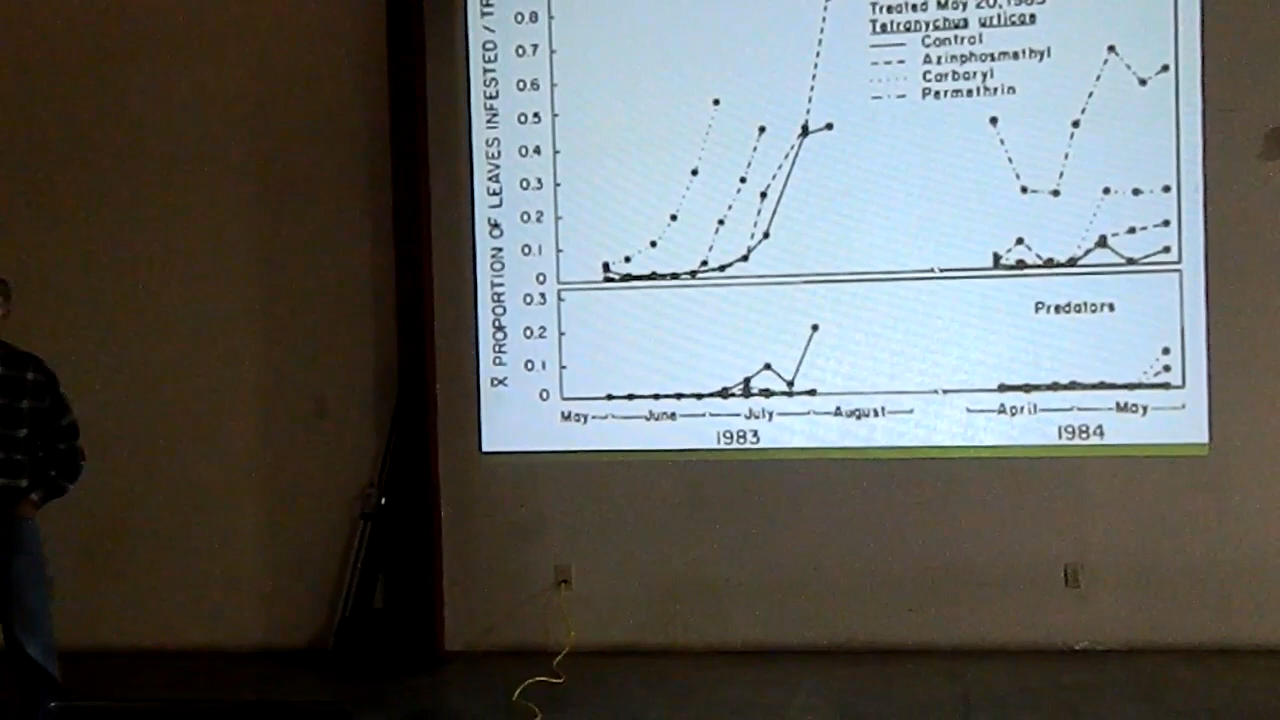 X̄ PROPORTION OF LEAVES INFESTED / TR
0.8
0.7
0.6
0.5
0.4
0.3
0.2
0.1
0
Treated May 20, 1983
Tetranychus urticae
Control
Azinphosmethyl
Carbaryl
Permethrin
0.3
0.2
0.1
0
Predators
May June July August April May
1983 1984